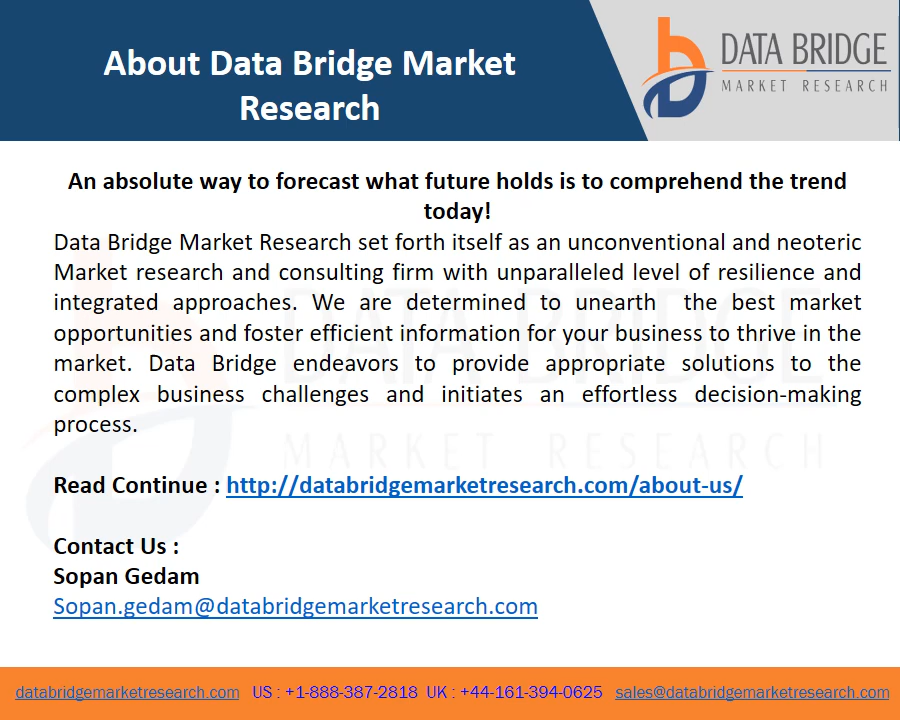 About Data Bridge Market
Research
DATA BRIDGE
MARKET RESEARCH
An absolute way to forecast what future holds is to comprehend the trend
today!
Data Bridge Market Research set forth itself as an unconventional and neoteric
Market research and consulting firm with unparalleled level of resilience and
integrated approaches. We are determined to unearth the best market
opportunities and foster efficient information for your business to thrive in the
market. Data Bridge endeavors to provide appropriate solutions to the
complex business challenges and initiates an effortless decision-making
process.
DATA BRIDGE
MARKET RESEARCH
Read Continue : http://databridgemarketresearch.com/about-us/
Contact Us :
Sopan Gedam
Sopan.gedam@databridgemarketresearch.com
databridgemarketresearch.com US : +1-888-387-2818 UK : +44-161-394-0625 sales@databridgemarketresearch.com